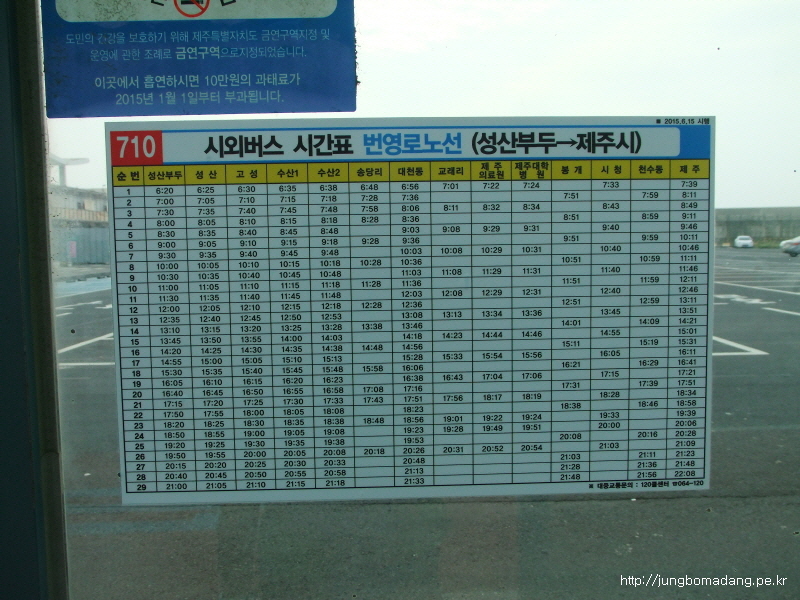 도민의 건강을 보호하기 위해 제주특별자치도 금연구역지정 및
운영에 관한 조례로 금연구역으로지정되었습니다.
이곳에서 흡연하시면 10만원의 과태료가
2015년 1월 1일부터 부과됩니다.
■ 2015.6.15 시행
710 시외버스 시간표 번영로노선 (성산부두→제주시)
순 번 성산부두 성 산 고 성 수산1 수산2 송당리 대천동 교래리 제 주 의료원 제주대학 병 원 봉 개 시 청 천수동 제 주
1 6:20 6:25 6:30 6:35 6:38 6:48 6:56 7:01 7:22 7:24 7:33 7:39
2 7:00 7:05 7:10 7:15 7:18 7:28 7:36 7:51 7:59 8:11
3 7:30 7:35 7:40 7:45 7:48 7:58 8:06 8:11 8:32 8:34 8:43 8:49
4 8:00 8:05 8:10 8:15 8:18 8:28 8:36 8:51 8:59 9:11
5 8:30 8:35 8:40 8:45 8:48 9:03 9:08 9:29 9:31 9:40 9:46
6 9:00 9:05 9:10 9:15 9:18 9:28 9:36 9:51 9:59 10:11
7 9:30 9:35 9:40 9:45 9:48 10:03 10:08 10:29 10:31 10:40 10:46
8 10:00 10:05 10:10 10:15 10:18 10:28 10:36 10:51 10:59 11:11
9 10:30 10:35 10:40 10:45 10:48 11:03 11:08 11:29 11:31 11:40 11:46
10 11:00 11:05 11:10 11:15 11:18 11:28 11:36 11:51 11:59 12:11
11 11:30 11:35 11:40 11:45 11:48 12:03 12:08 12:29 12:31 12:40 12:46
12 12:00 12:05 12:10 12:15 12:18 12:28 12:36 12:51 12:59 13:11
13 12:35 12:40 12:45 12:50 12:53 13:08 13:13 13:34 13:36 13:45 13:51
14 13:10 13:15 13:20 13:25 13:28 13:38 13:46 14:01 14:09 14:21
15 13:45 13:50 13:55 14:00 14:03 14:18 14:23 14:44 14:46 14:55 15:01
16 14:20 14:25 14:30 14:35 14:38 14:48 14:56 15:11 15:19 15:31
17 14:55 15:00 15:05 15:10 15:13 15:28 15:33 15:54 15:56 16:05 16:11
18 15:30 15:35 15:40 15:45 15:48 15:58 16:06 16:21 16:29 16:41
19 16:05 16:10 16:15 16:20 16:23 16:38 16:43 17:04 17:06 17:15 17:21
20 16:40 16:45 16:50 16:55 16:58 17:08 17:16 17:31 17:39 17:51
21 17:15 17:20 17:25 17:30 17:33 17:43 17:51 17:56 18:17 18:19 18:28 18:34
22 17:50 17:55 18:00 18:05 18:08 18:23 18:38 18:46 18:58
23 18:20 18:25 18:30 18:35 18:38 18:48 18:56 19:01 19:22 19:24 19:33 19:39
24 18:50 18:55 19:00 19:05 19:08 19:23 19:28 19:49 19:51 20:00 20:06
25 19:20 19:25 19:30 19:35 19:38 19:53 20:08 20:16 20:28
26 19:50 19:55 20:00 20:05 20:08 20:18 20:26 20:31 20:52 20:54 21:03 21:09
27 20:15 20:20 20:25 20:30 20:33 20:48 21:03 21:11 21:23
28 20:40 20:45 20:50 20:55 20:58 21:13 21:28 21:36 21:48
29 21:00 21:05 21:10 21:15 21:18 21:33 21:48 21:56 22:08
■ 대중교통문의 : 120콜센터 ☎064-120
http://jungbomadang.pe.kr